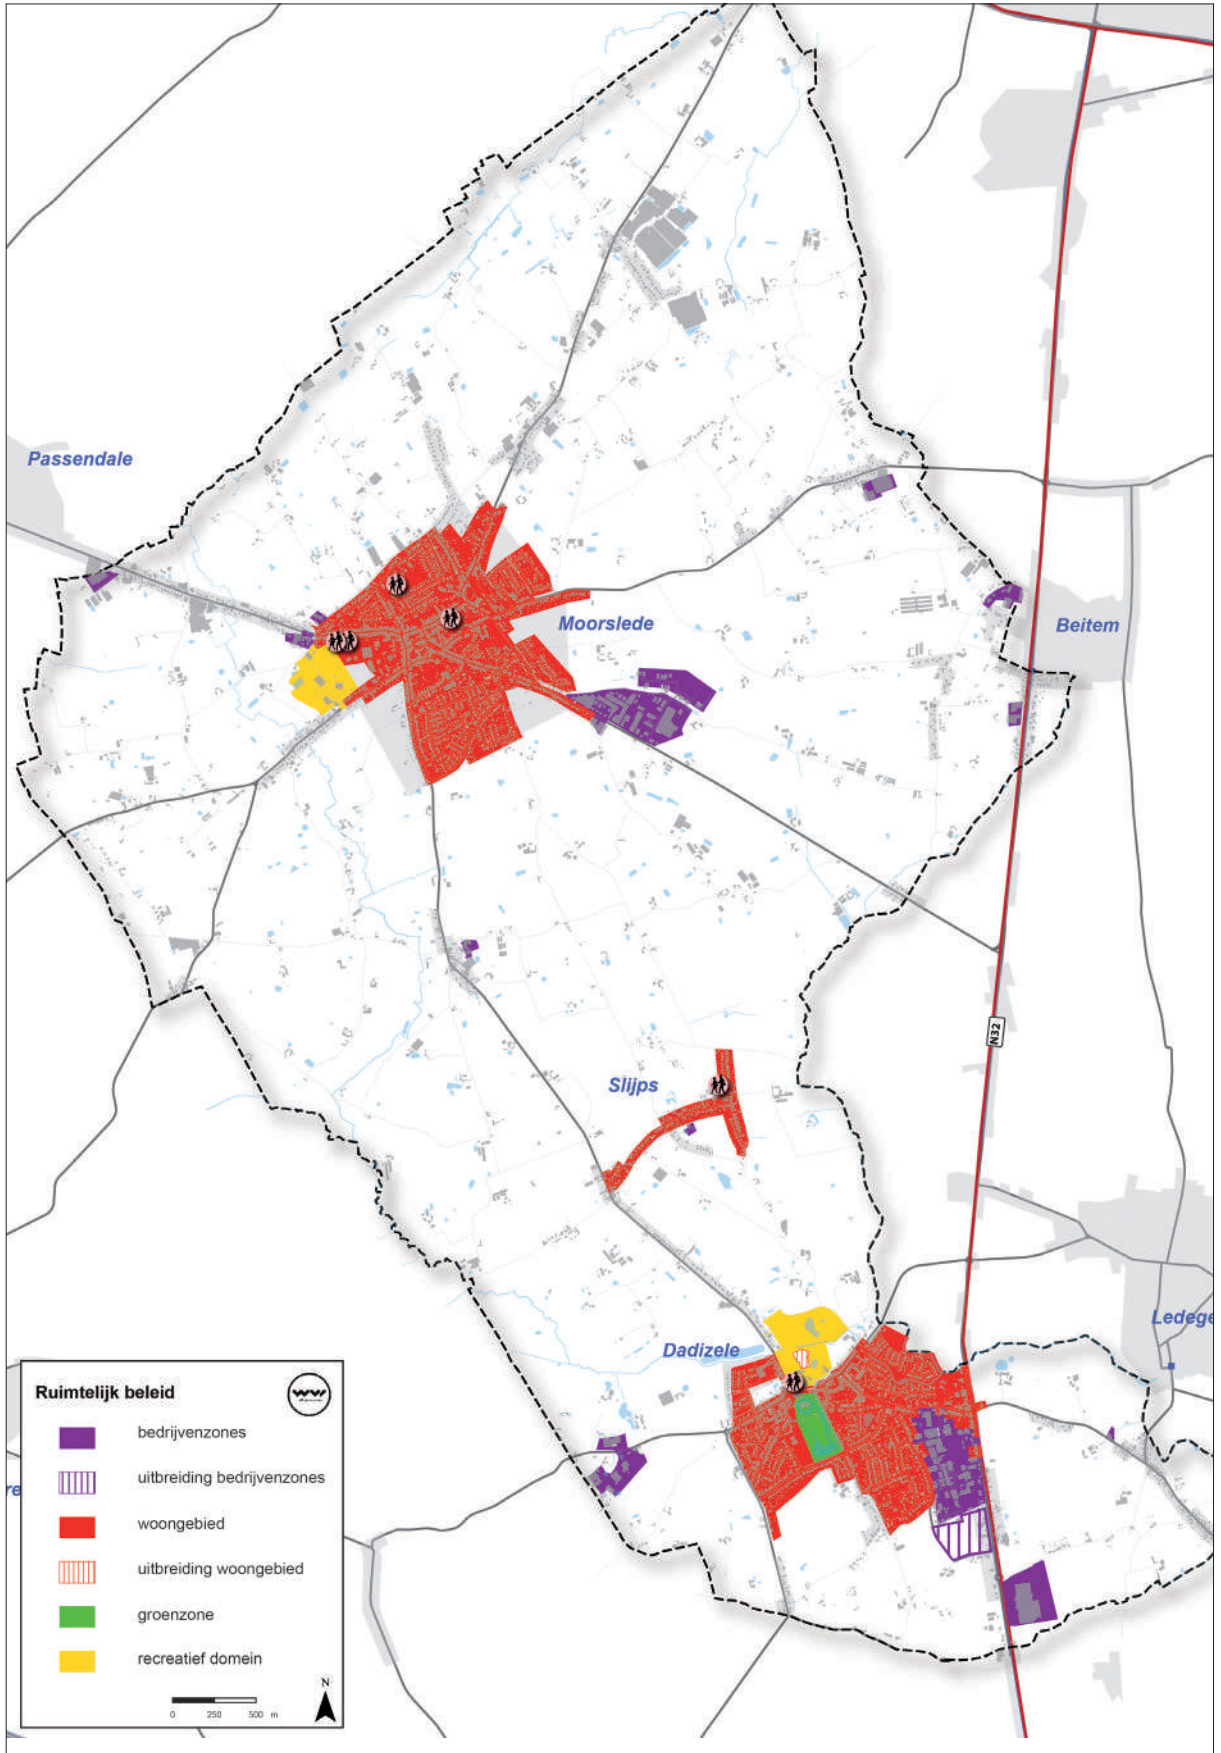 Passendale
Moorslede
Beitem
N32
Slijps
Ledege
Dadizele
Ruimtelijk beleid
bedrijvenzones
re
uitbreiding bedrijvenzones
woongebied
uitbreiding woongebied
groenzone
recreatief domein
N
0 250 500 m